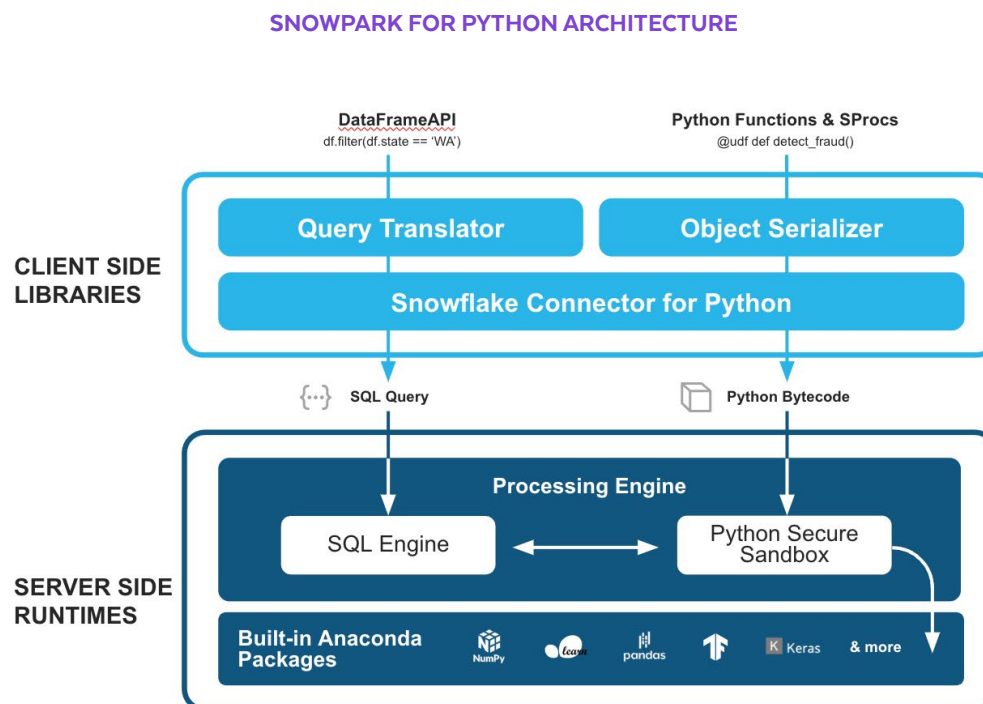 SNOWPARK FOR PYTHON ARCHITECTURE
DataFrameAPI
df.filter(df.state == ‘WA’)
Python Functions & SProcs
@udf def detect_fraud()
CLIENT SIDE
LIBRARIES
Query Translator
Object Serializer
Snowflake Connector for Python
{···}
SQL Query
Python Bytecode
SERVER SIDE
RUNTIMES
Processing Engine
SQL Engine
Python Secure
Sandbox
Built-in Anaconda
Packages
NumPy
learn
pandas
TF
K Keras
& more